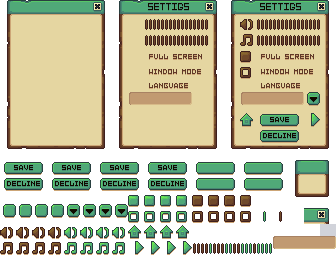 SETTIGS
SETTIGS
FULL SCREEN
WINDOW MODE
LANGUAGE
FULL SCREEN
WINDOW MODE
LANGUAGE
SAVE
DECLINE
SAVE SAVE SAVE SAVE
DECLINE DECLINE DECLINE DECLINE